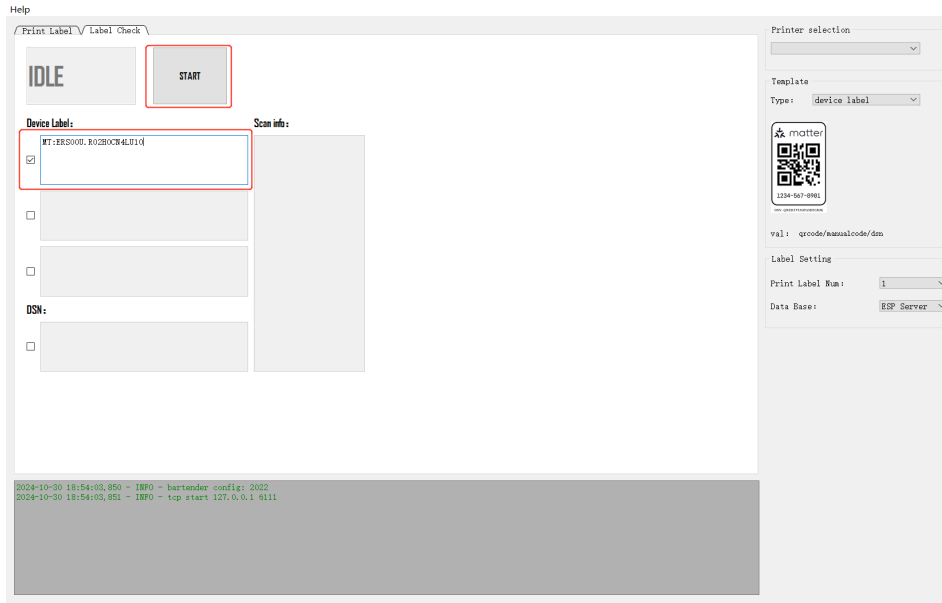 Help
Print Label
Label Check
IDLE
START
Device Label:
Scan info:
MT:ERS00U.R02H0CN4LU10
DSN:
Printer selection
Template
Type:
device label
matter
1234-567-8901
val: qrcode/manualcode/dsn
Label Setting
Print Label Num:
1
Data Base:
ESP Server
2024-10-30 18:54:03,850 - INFO - bartender config: 2022
2024-10-30 18:54:03,851 - INFO - tcp start 127.0.0.1 6111